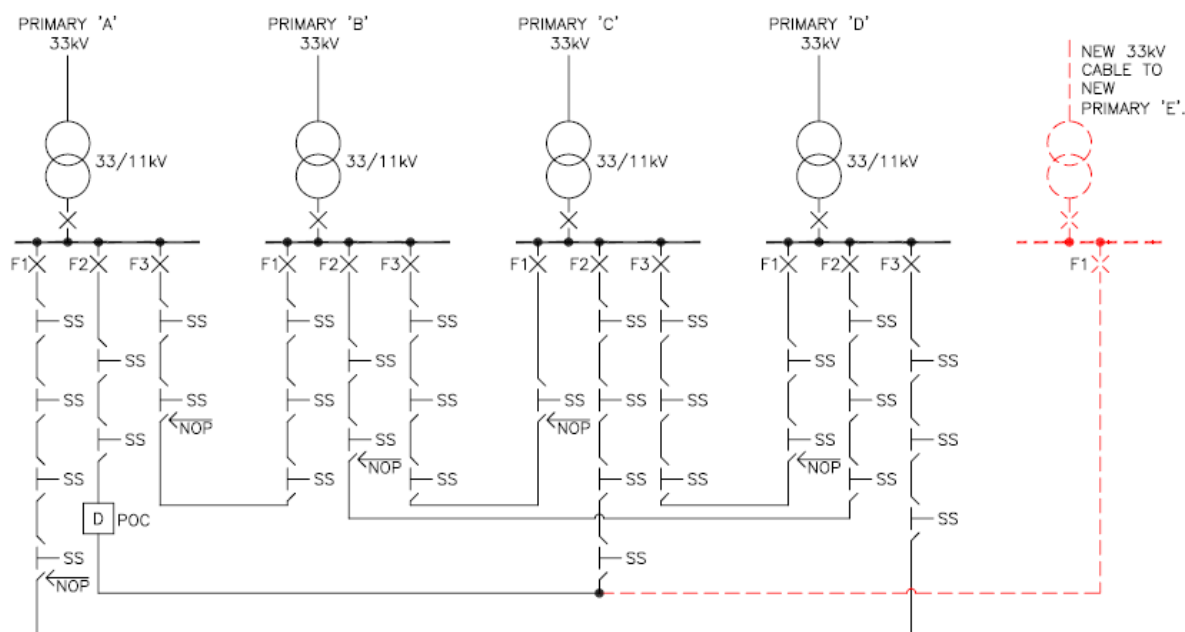 PRIMARY 'A'
33kV
PRIMARY 'B'
33kV
PRIMARY 'C'
33kV
PRIMARY 'D'
33kV
NEW 33kV
CABLE TO
NEW
PRIMARY 'E'.
33/11kV
33/11kV
33/11kV
33/11kV
F1 F2 F3
F1 F2 F3
F1 F2 F3
F1 F2 F3
F1
SS SS SS SS SS SS SS SS
SS SS SS
SS SS SS SS SS SS SS SS
NOP NOP
SS SS SS
NOP NOP
SS SS SS SS SS SS
D POC
SS
SS SS
NOP